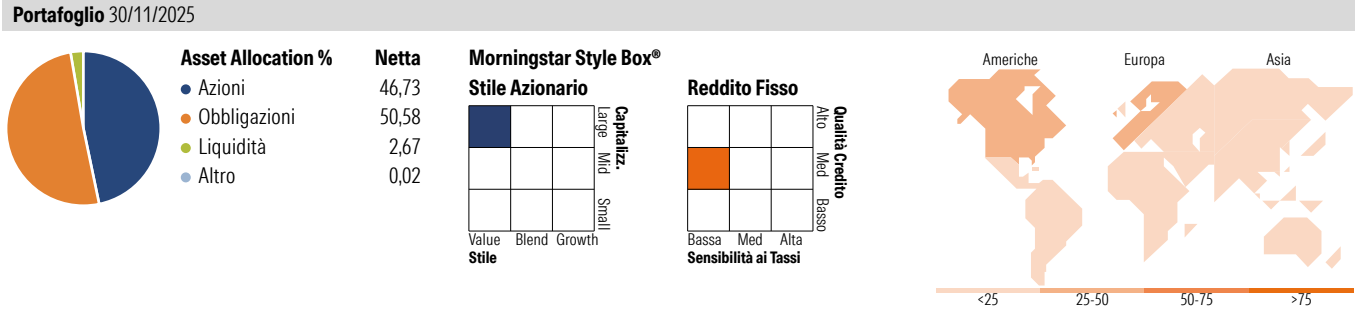 Portafoglio 30/11/2025
Asset Allocation % Netta
Azioni 46,73
Obbligazioni 50,58
Liquidità 2,67
Altro 0,02
Morningstar Style Box®
Stile Azionario
Large
Mid
Small
Capitalizz.
Value Blend Growth
Stile
Reddito Fisso
Alto
Med
Basso
Qualità Credito
Bassa Med Alta
Sensibilità ai Tassi
Americhe Europa Asia
<25 25-50 50-75 >75